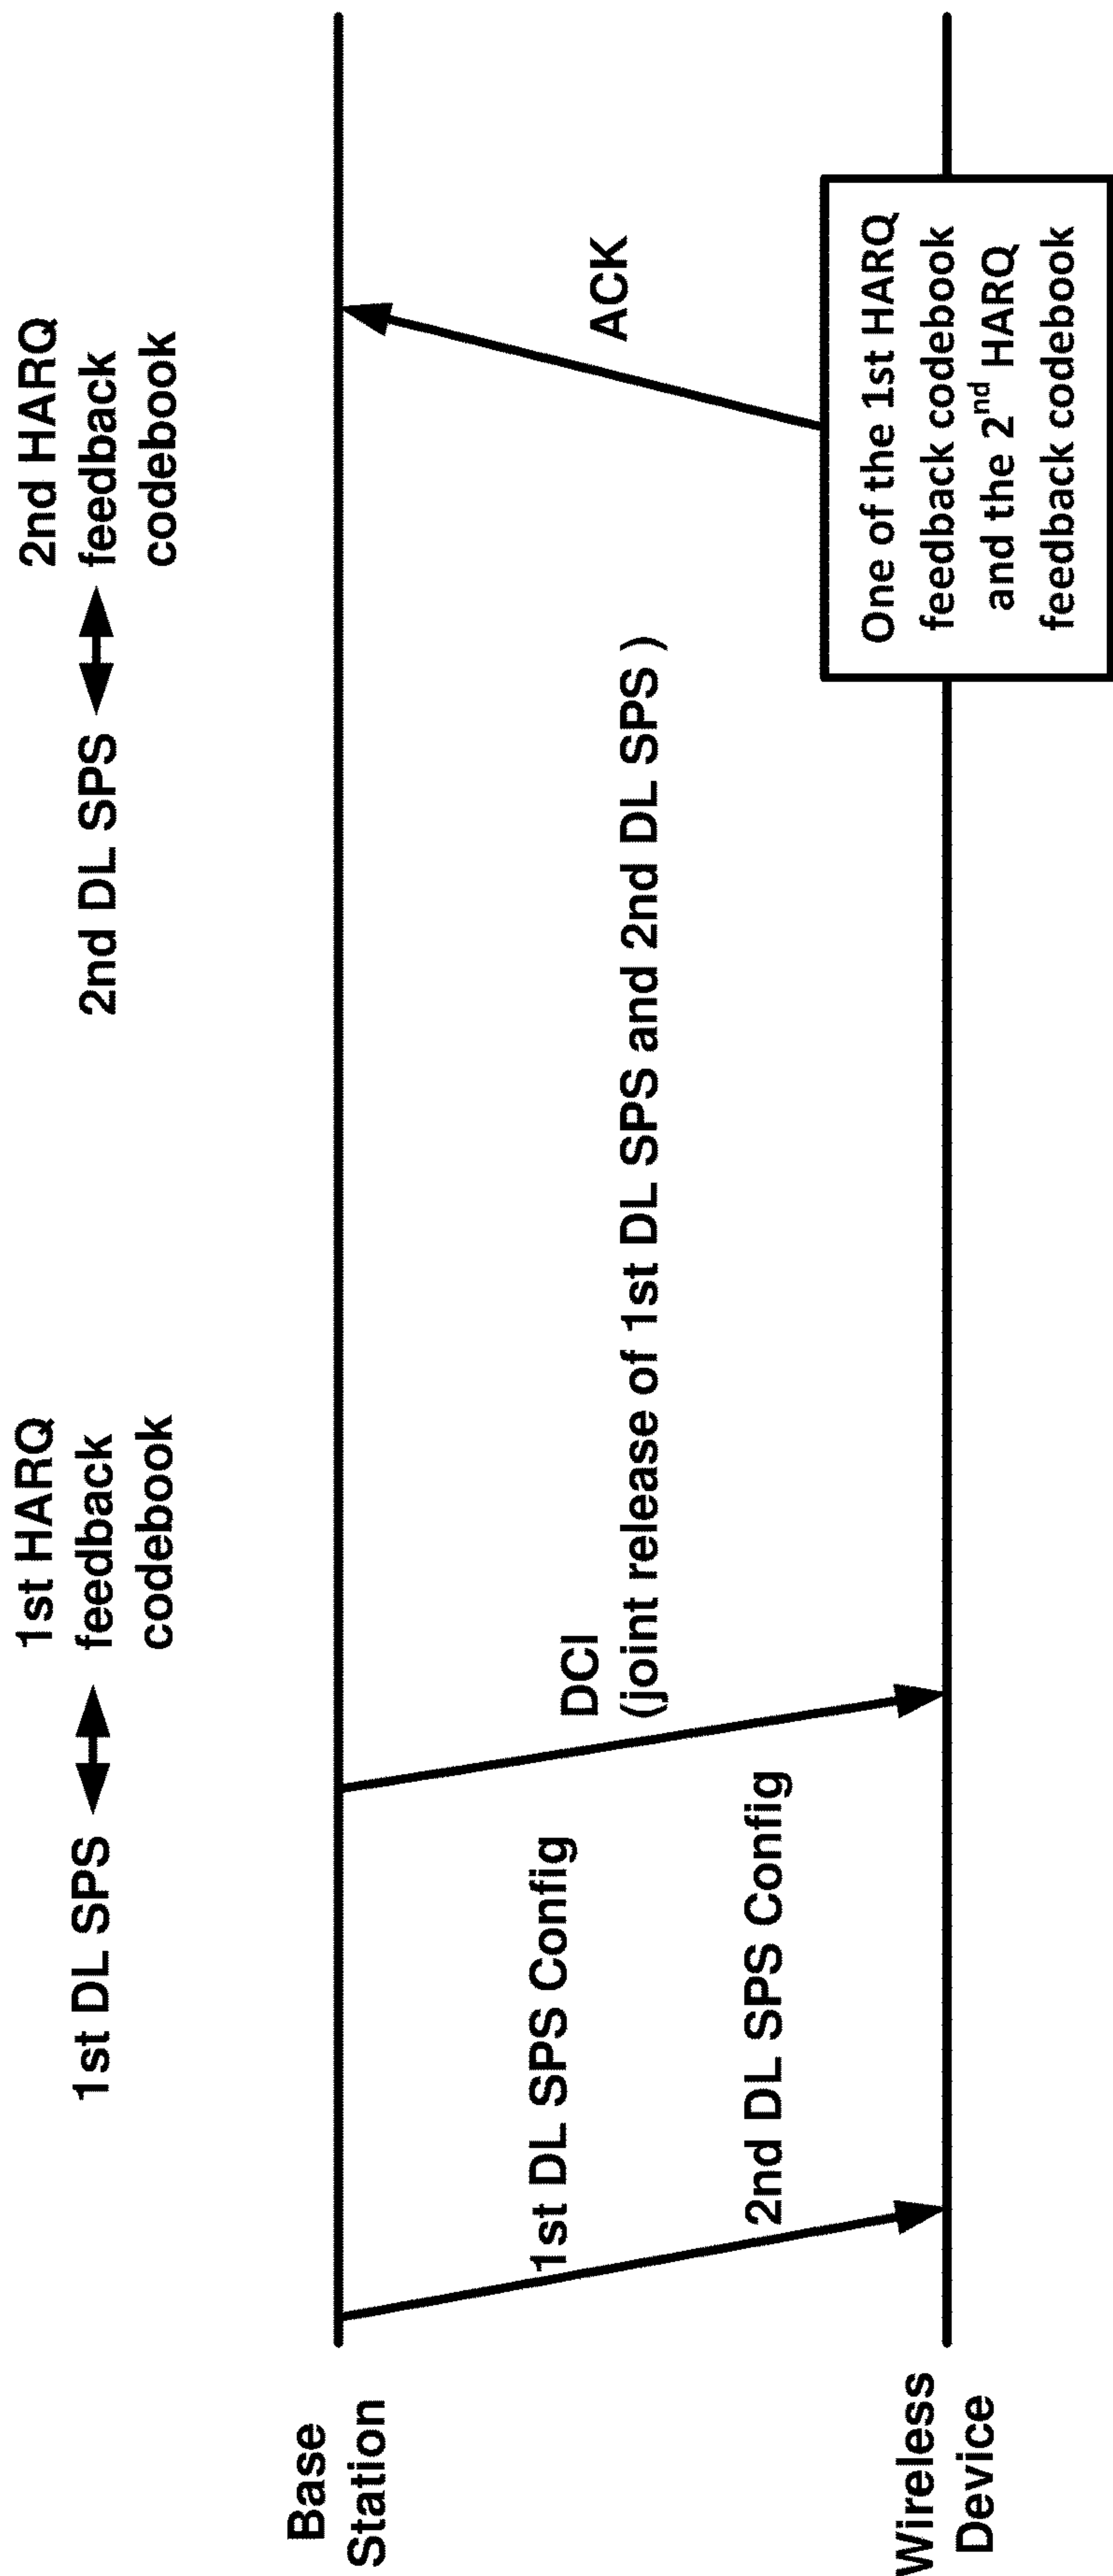 1st DL SPS
1st HARQ
feedback
codebook
2nd DL SPS
2nd HARQ
feedback
codebook
Base
Station
1st DL SPS Config
2nd DL SPS Config
DCI
(joint release of 1st DL SPS and 2nd DL SPS )
ACK
Wireless
Device
One of the 1st HARQ
feedback codebook
and the 2nd HARQ
feedback codebook